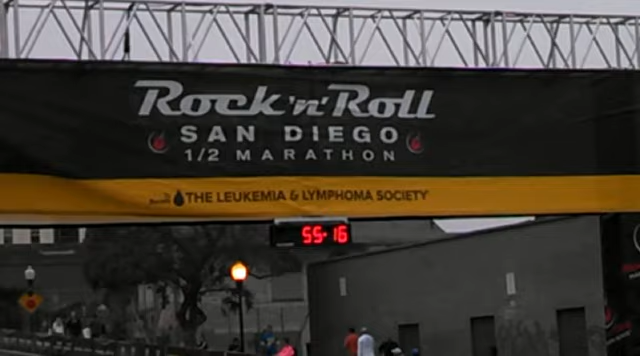 Rock 'n' Roll
SAN DIEGO
1/2 MARATHON
THE LEUKEMIA & LYMPHOMA SOCIETY
55:16